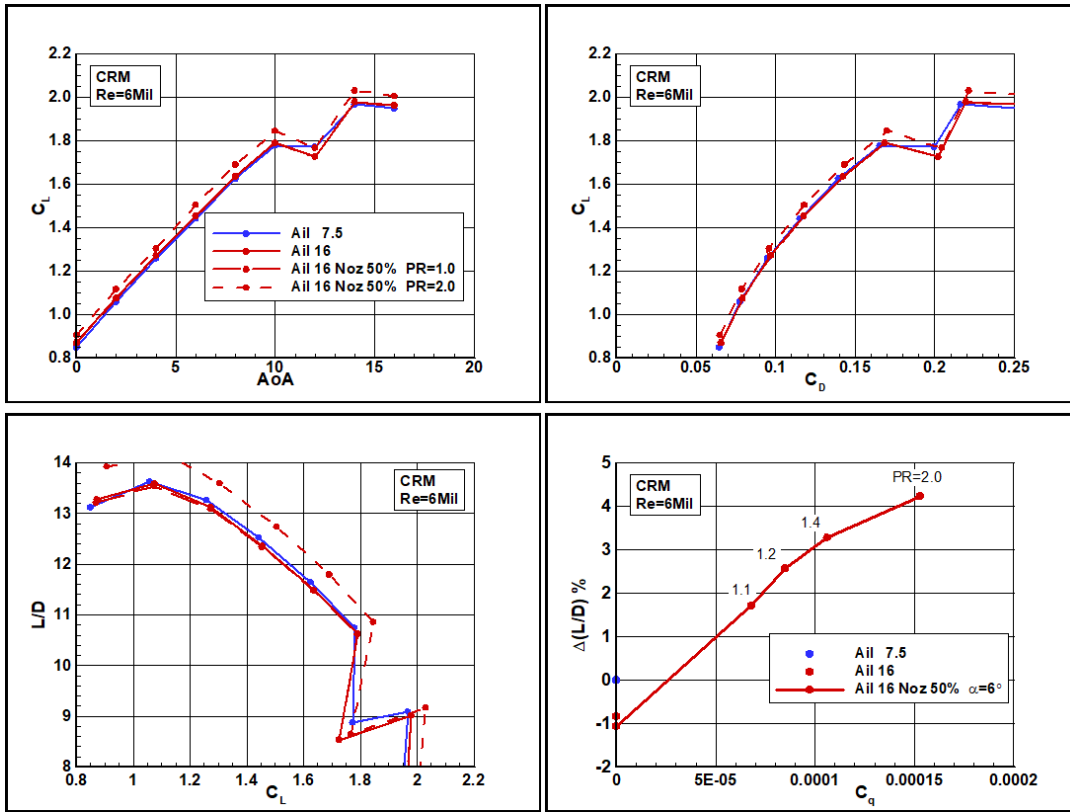 2.2
2.0
1.8
1.6
1.4
1.2
1.0
0.8
CL
CRM
Re=6Mil
Ail 7.5
Ail 16
Ail 16 Noz 50% PR=1.0
Ail 16 Noz 50% PR=2.0
0 5 10 15 20
AOA
2.2
2.0
1.8
1.6
1.4
1.2
1.0
0.8
CL
CRM
Re=6Mil
0 0.05 0.1 0.15 0.2 0.25
CD
14
13
12
11
10
9
8
L/D
CRM
Re=6Mil
0.8 1.0 1.2 1.4 1.6 1.8 2.0 2.2
CL
5
4
3
2
1
0
-1
-2
Δ(L/D) %
CRM
Re=6Mil
PR=2.0
1.4
1.2
1.1
Ail 7.5
Ail 16
Ail 16 Noz 50% α=6°
0 5E-05 0.0001 0.00015 0.0002
Cq